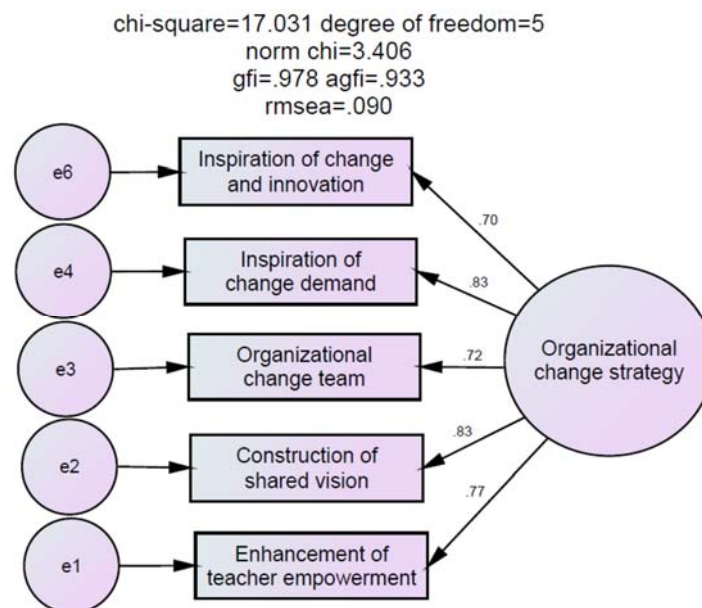 chi-square=17.031 degree of freedom=5
norm chi=3.406
gfi=.978 agfi=.933
rmsea=.090
e6
Inspiration of change
and innovation
.70
e4
Inspiration of
change demand
.83
e3
Organizational
change team
.72
Organizational
change strategy
e2
Construction of
shared vision
.83
e1
Enhancement of
teacher empowerment
.77